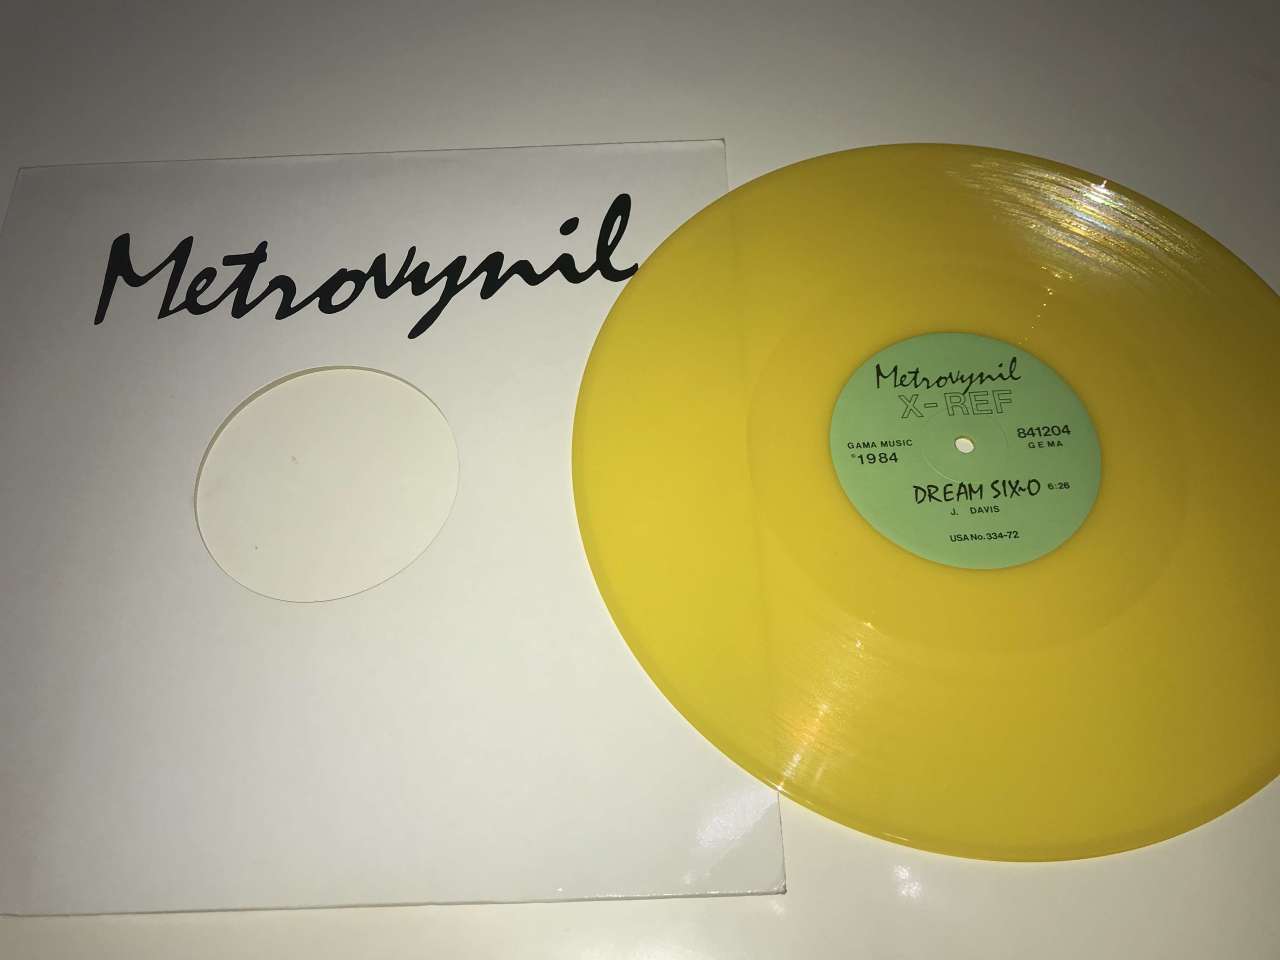 Metrovynil
Metrovynil
X-REF
GAMA MUSIC
©1984
841204
GEMA
DREAM SIX~O 6:26
J. DAVIS
USA No. 334-72